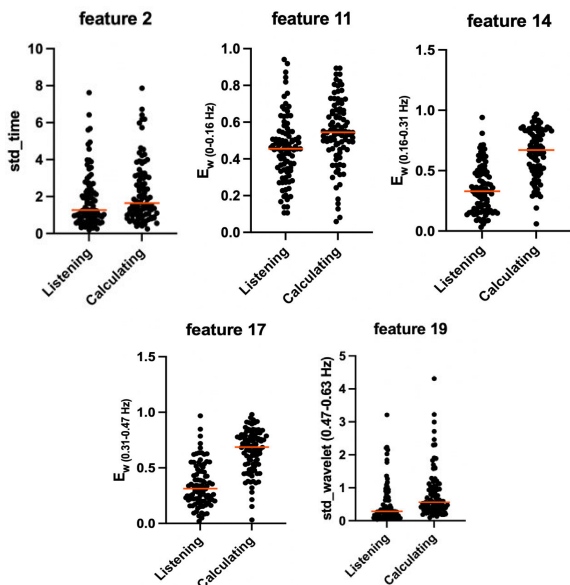 feature 2
std_time
10
8
6
4
2
0
Listening
Calculating
feature 11
E_w (0-0.16 Hz)
1.0
0.8
0.6
0.4
0.2
0.0
Listening
Calculating
feature 14
E_w (0.16-0.31 Hz)
1.5
1.0
0.5
0.0
Listening
Calculating
feature 17
E_w (0.31-0.47 Hz)
1.5
1.0
0.5
0.0
Listening
Calculating
feature 19
std_wavelet (0.47-0.63 Hz)
5
4
3
2
1
0
Listening
Calculating